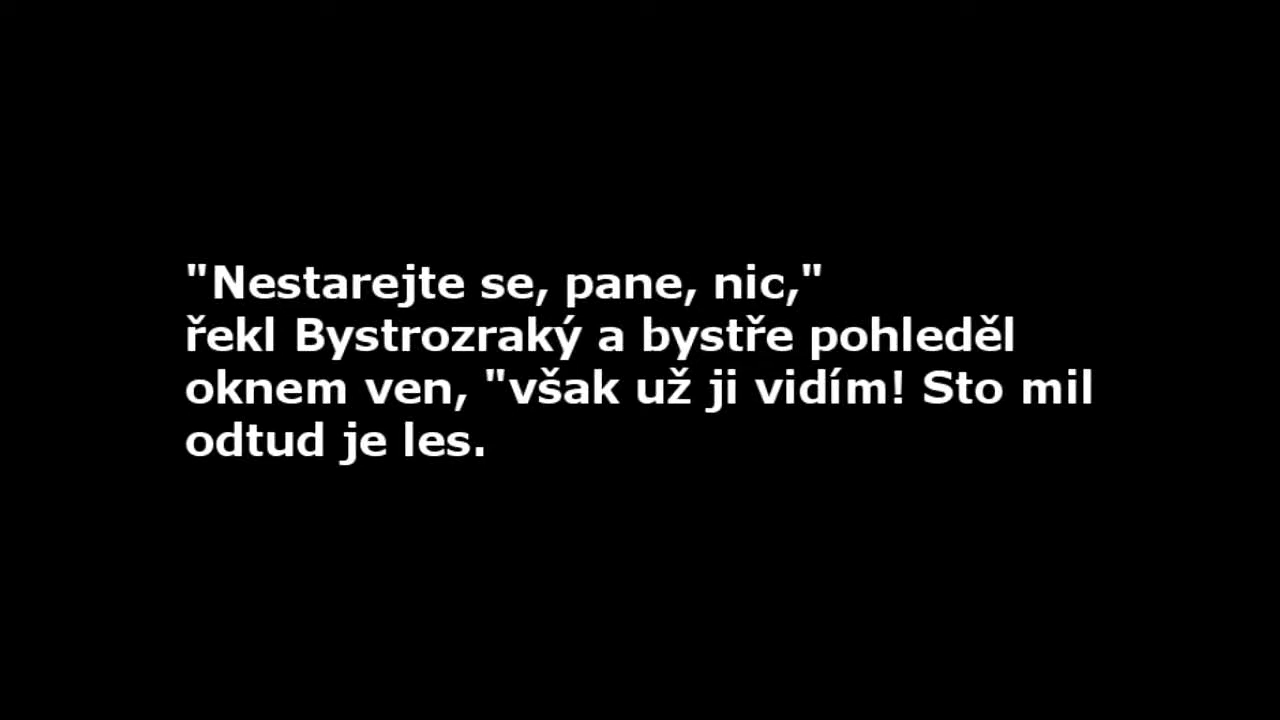 "Nestarejte se, pane, nic,"
řekl Bystrozraký a bystře pohleděl
oknem ven, "však už ji vidím! Sto mil
odtud je les.